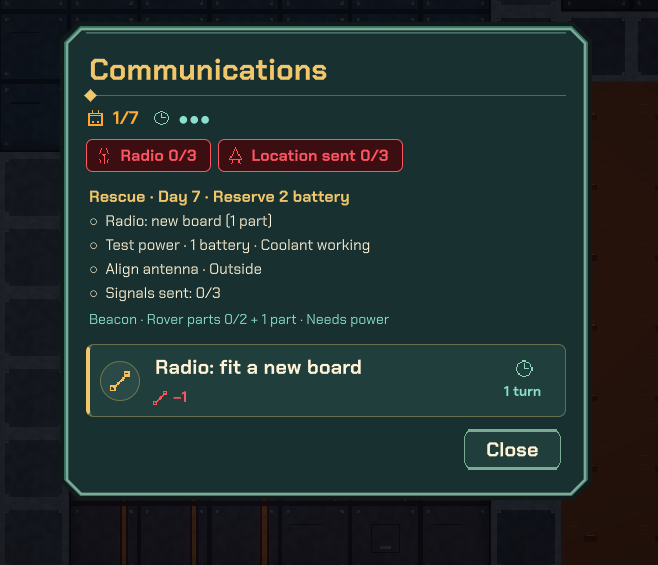 Communications
1/7
Radio 0/3 Location sent 0/3
Rescue · Day 7 · Reserve 2 battery
Radio: new board (1 part)
Test power · 1 battery · Coolant working
Align antenna · Outside
Signals sent: 0/3
Beacon · Rover parts 0/2 + 1 part · Needs power
Radio: fit a new board
−1
1 turn
Close